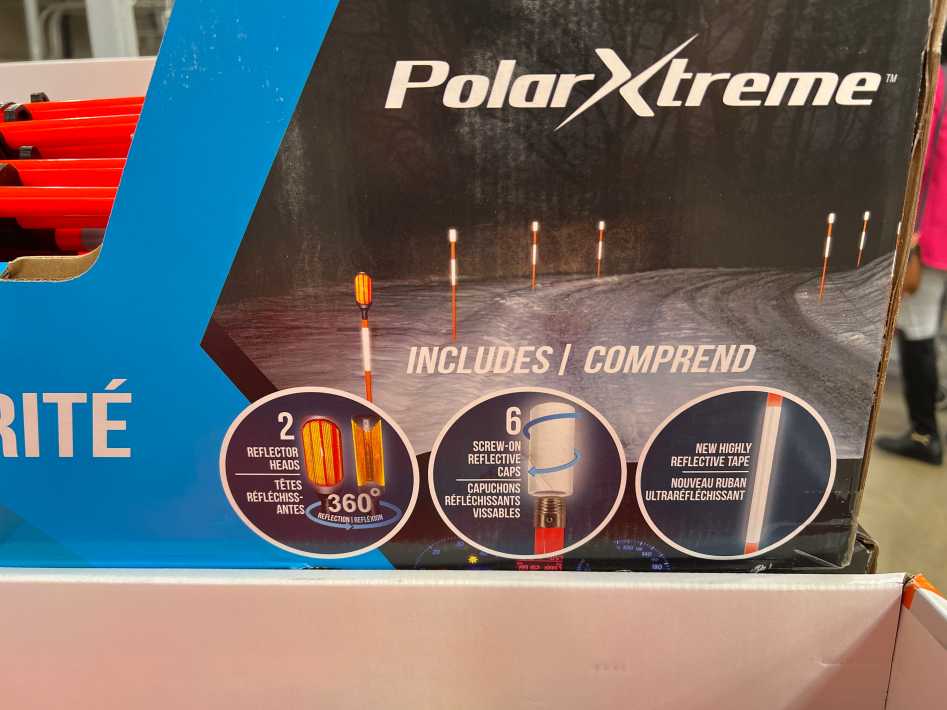 PolarXtreme™
INCLUDES / COMPREND
RITÉ
2
REFLECTOR
HEADS
TÊTES
RÉFLÉCHISS-
ANTES
360°
REFLECTION | REFLEXION
6
SCREW-ON
REFLECTIVE
CAPS
CAPUCHONS
RÉFLÉCHISSANTS
VISSABLES
NEW HIGHLY
REFLECTIVE TAPE
NOUVEAU RUBAN
ULTRARÉFLÉCHISSANT